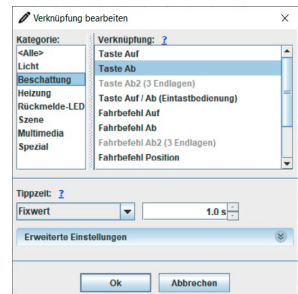 Verknüpfung bearbeiten
Kategorie:
<Alle>
Licht
Beschattung
Heizung
Rückmelde-LED
Szene
Multimedia
Spezial
Verknüpfung: ?
Taste Auf
Taste Ab
Taste Ab2 (3 Endlagen)
Taste Auf / Ab (Eintastbedienung)
Fahrbefehl Auf
Fahrbefehl Ab
Fahrbefehl Ab2 (3 Endlagen)
Fahrbefehl Position
Tippzeit: ?
Fixwert 1.0 s
Erweiterte Einstellungen
Ok Abbrechen